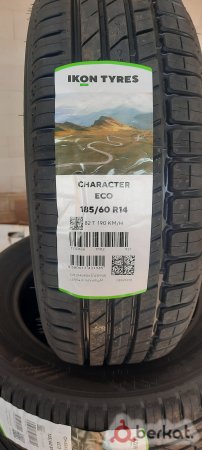 IKON TYRES
CHARACTER
ECO
185/60 R14
82 T 190 KM/H
berkat.